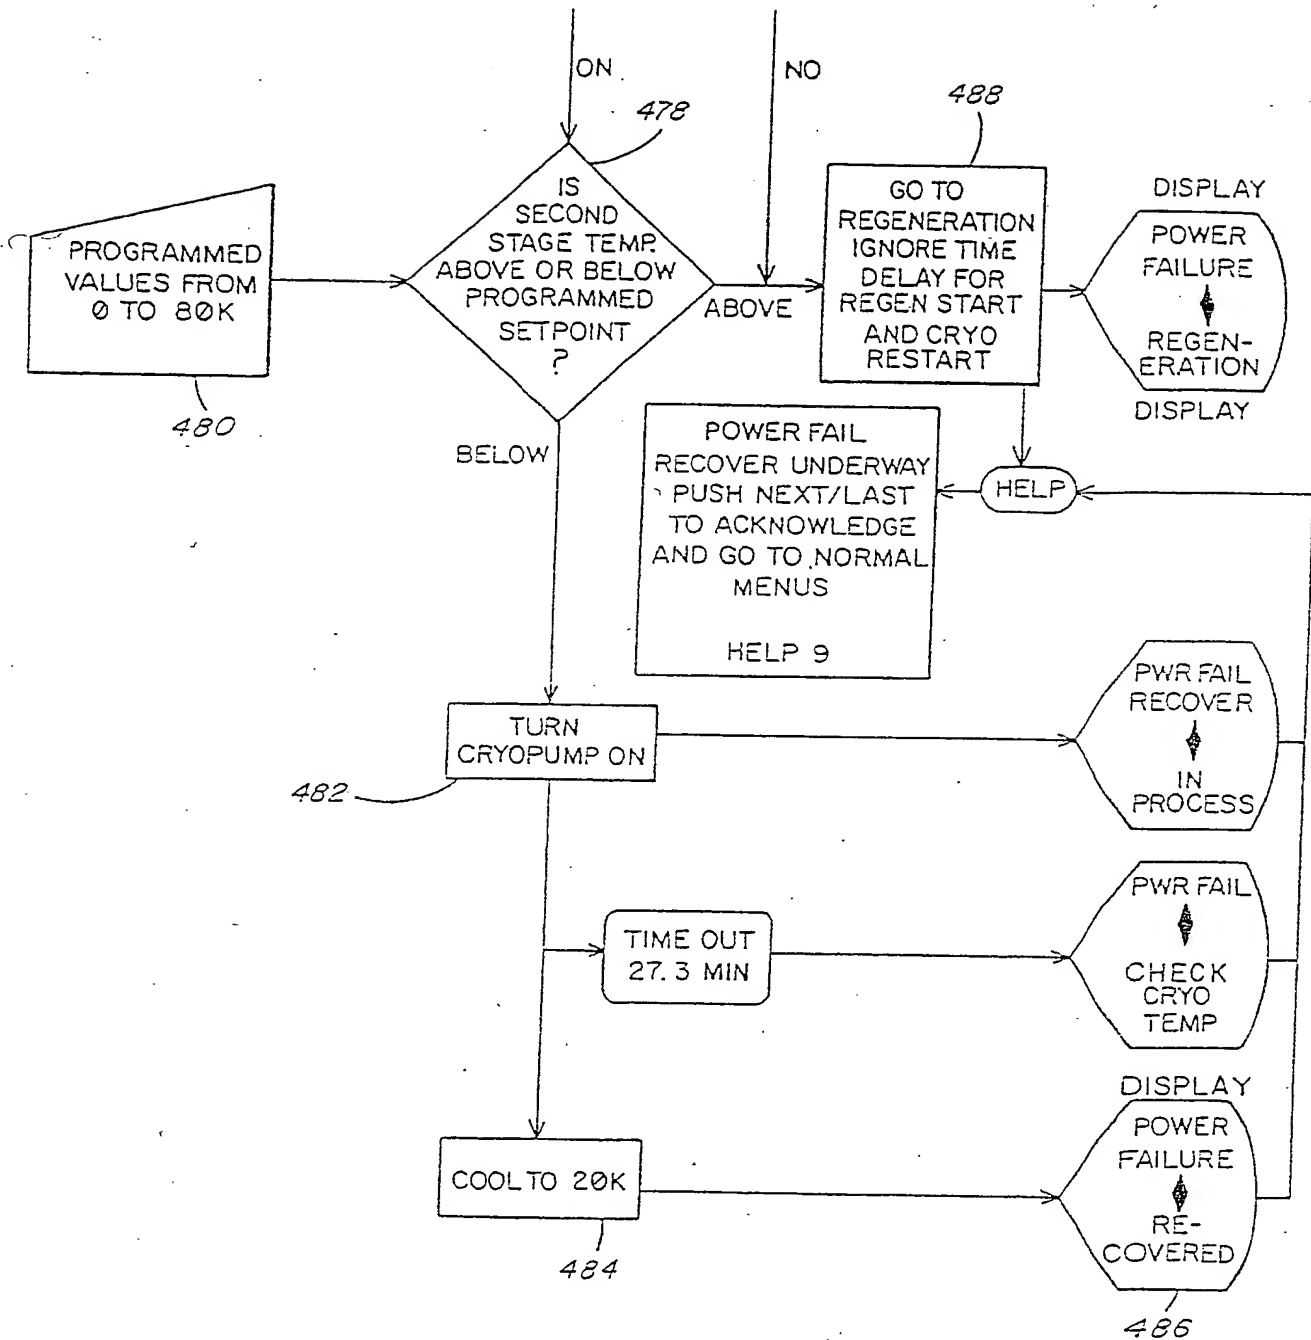 ON
NO
478
488
IS
SECOND
STAGE TEMP.
ABOVE OR BELOW
PROGRAMMED
SETPOINT
?
PROGRAMMED
VALUES FROM
0 TO 80K
480
ABOVE
GO TO
REGENERATION
IGNORE TIME
DELAY FOR
REGEN START
AND CRYO
RESTART
DISPLAY
POWER
FAILURE
REGEN-
ERATION
DISPLAY
BELOW
POWER FAIL
RECOVER UNDERWAY
PUSH NEXT/LAST
TO ACKNOWLEDGE
AND GO TO NORMAL
MENUS
HELP 9
HELP
TURN
CRYOPUMP ON
482
PWR FAIL
RECOVER
IN
PROCESS
TIME OUT
27.3 MIN
PWR FAIL
CHECK
CRYO
TEMP
COOL TO 20K
484
DISPLAY
POWER
FAILURE
RE-
COVERED
486